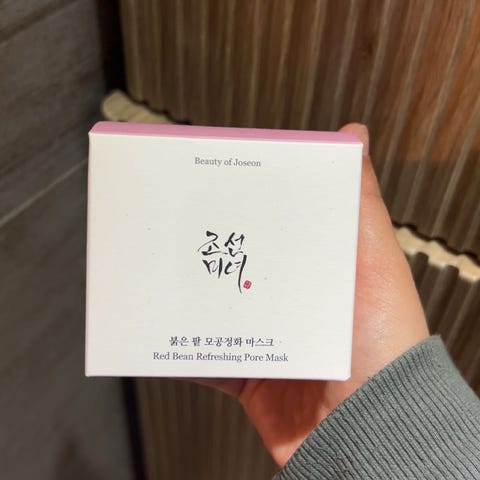 Beauty of Joseon
조선
미녀
붉은 팥 모공정화 마스크
Red Bean Refreshing Pore Mask